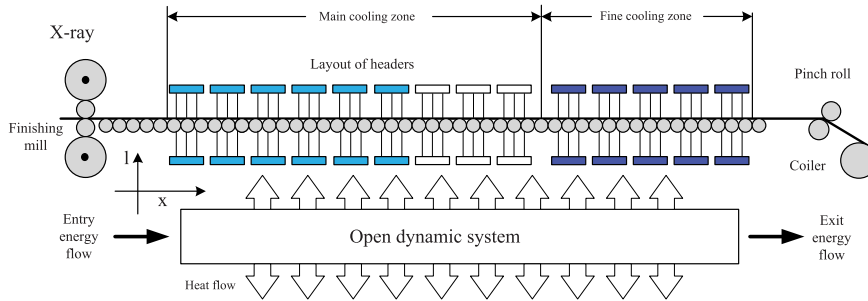 Main cooling zone
Fine cooling zone
X-ray
Layout of headers
Pinch roll
Finishing
mill
l
x
Coiler
Entry
energy
flow
Open dynamic system
Exit
energy
flow
Heat flow